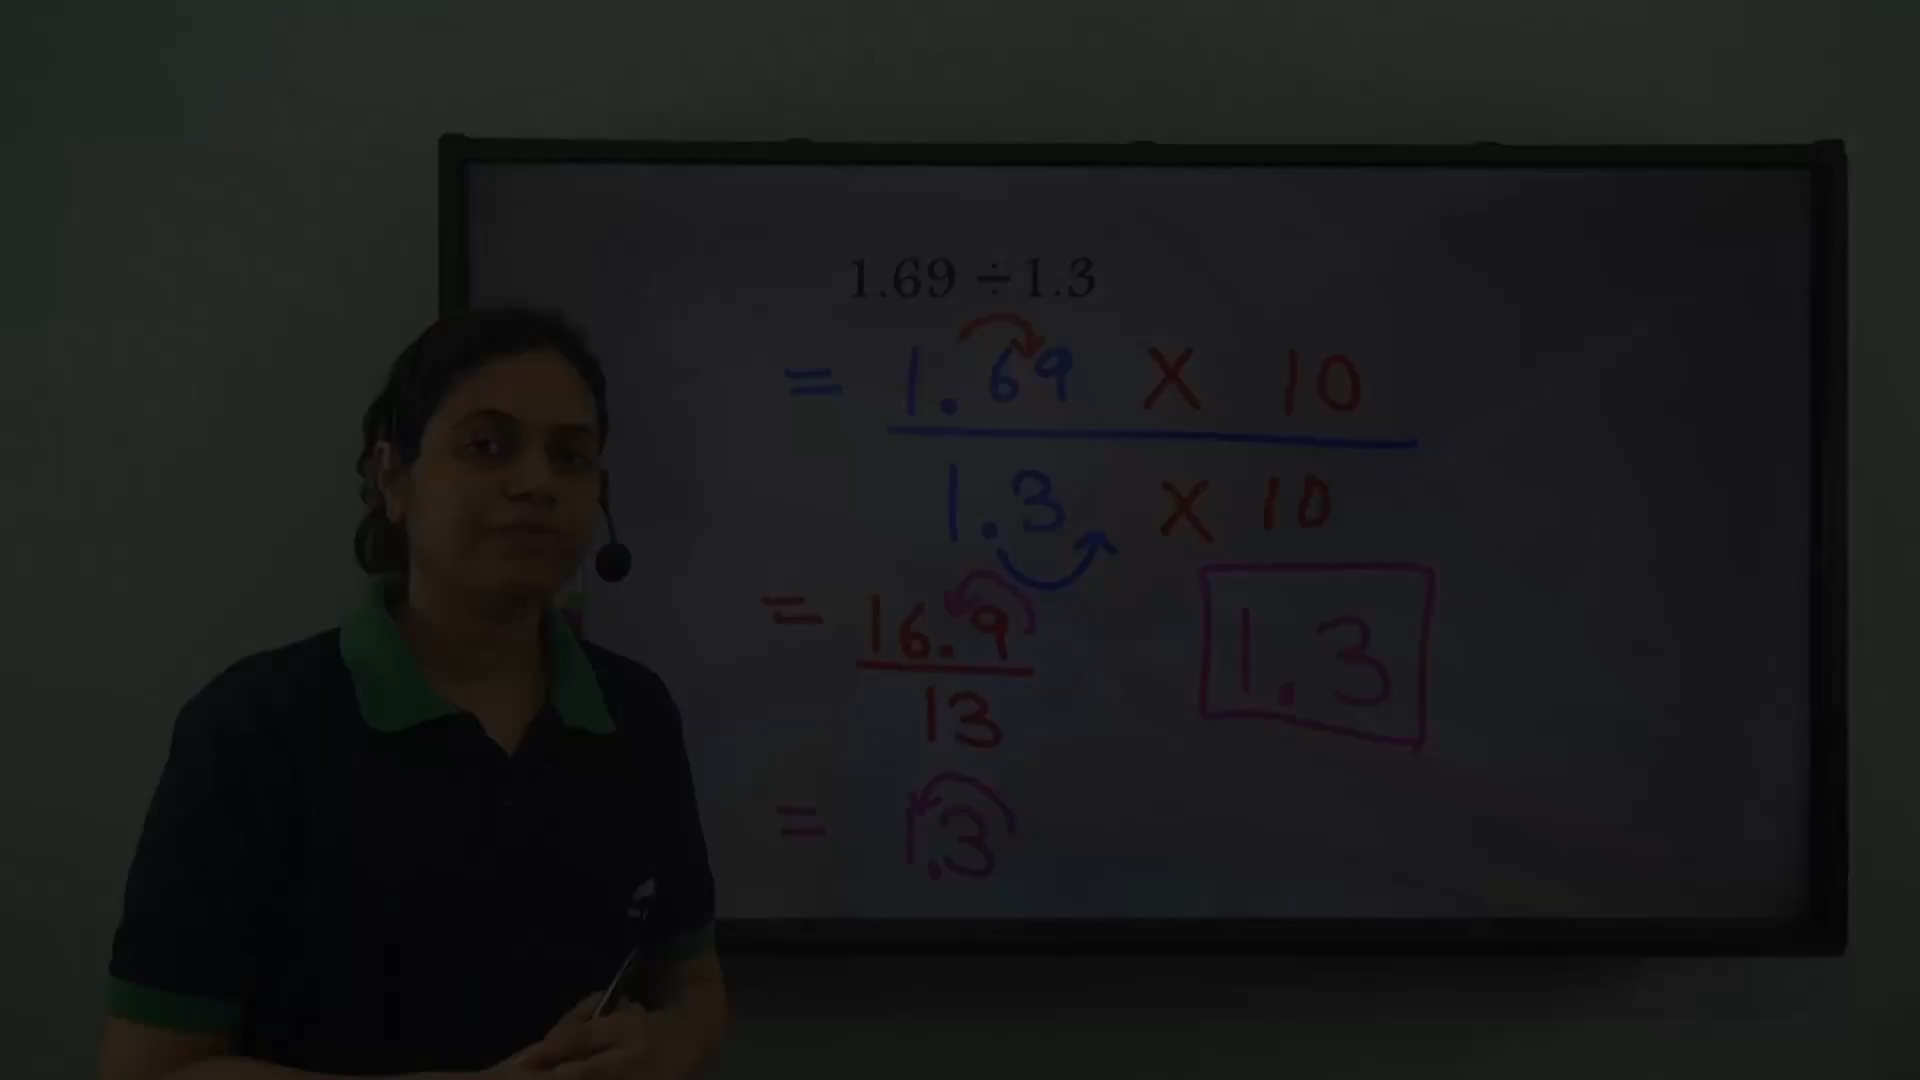 1.69 ÷ 1.3
= 1.69 X 10
1.3 X 10
= 16.9
13
1.3
= 1.3